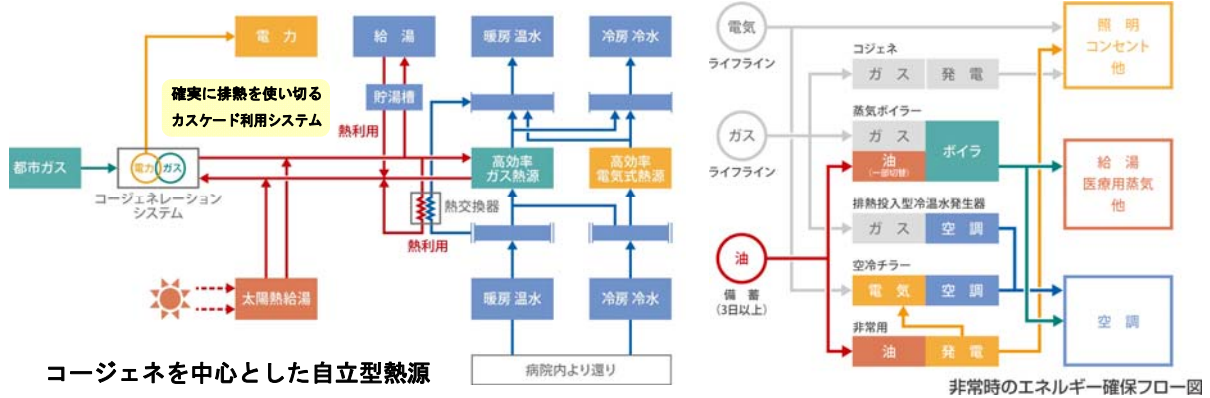 電力
給湯
暖房 温水
冷房 冷水
確実に排熱を使い切る
カスケード利用システム
貯湯槽
熱利用
都市ガス
電力
ガス
コージェネレーション
システム
高効率
ガス熱源
高効率
電気式熱源
熱交換器
熱利用
太陽熱給湯
暖房 温水
冷房 冷水
病院内より還り
コージェネを中心とした自立型熱源
電気
ライフライン
ガス
ライフライン
油
備蓄
(3日以上)
コジェネ
ガス
発電
蒸気ボイラー
ガス
油
(一部切替)
ボイラ
排熱投入型冷温水発生器
ガス
空調
空冷チラー
電気
空調
非常用
油
発電
照明
コンセント
他
給湯
医療用蒸気
他
空調
非常時のエネルギー確保フロー図